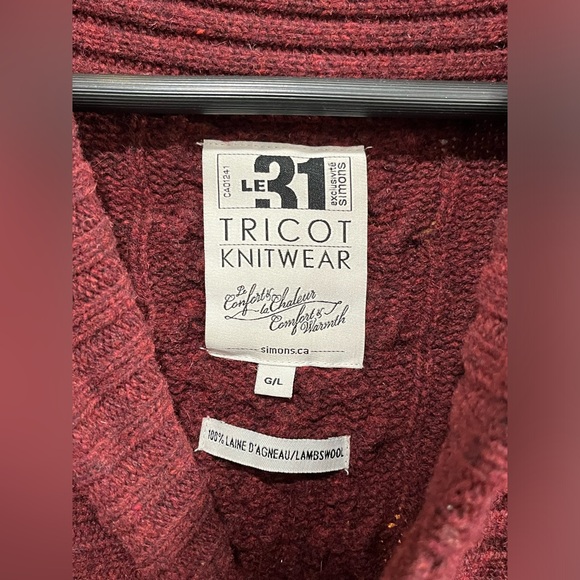 CA01241
LE 31
exclusivité
simons
TRICOT
KNITWEAR
Le
Confort &
la Chaleur
Comfort &
Warmth
simons.ca
G/L
100% LAINE D'AGNEAU/LAMBSWOOL